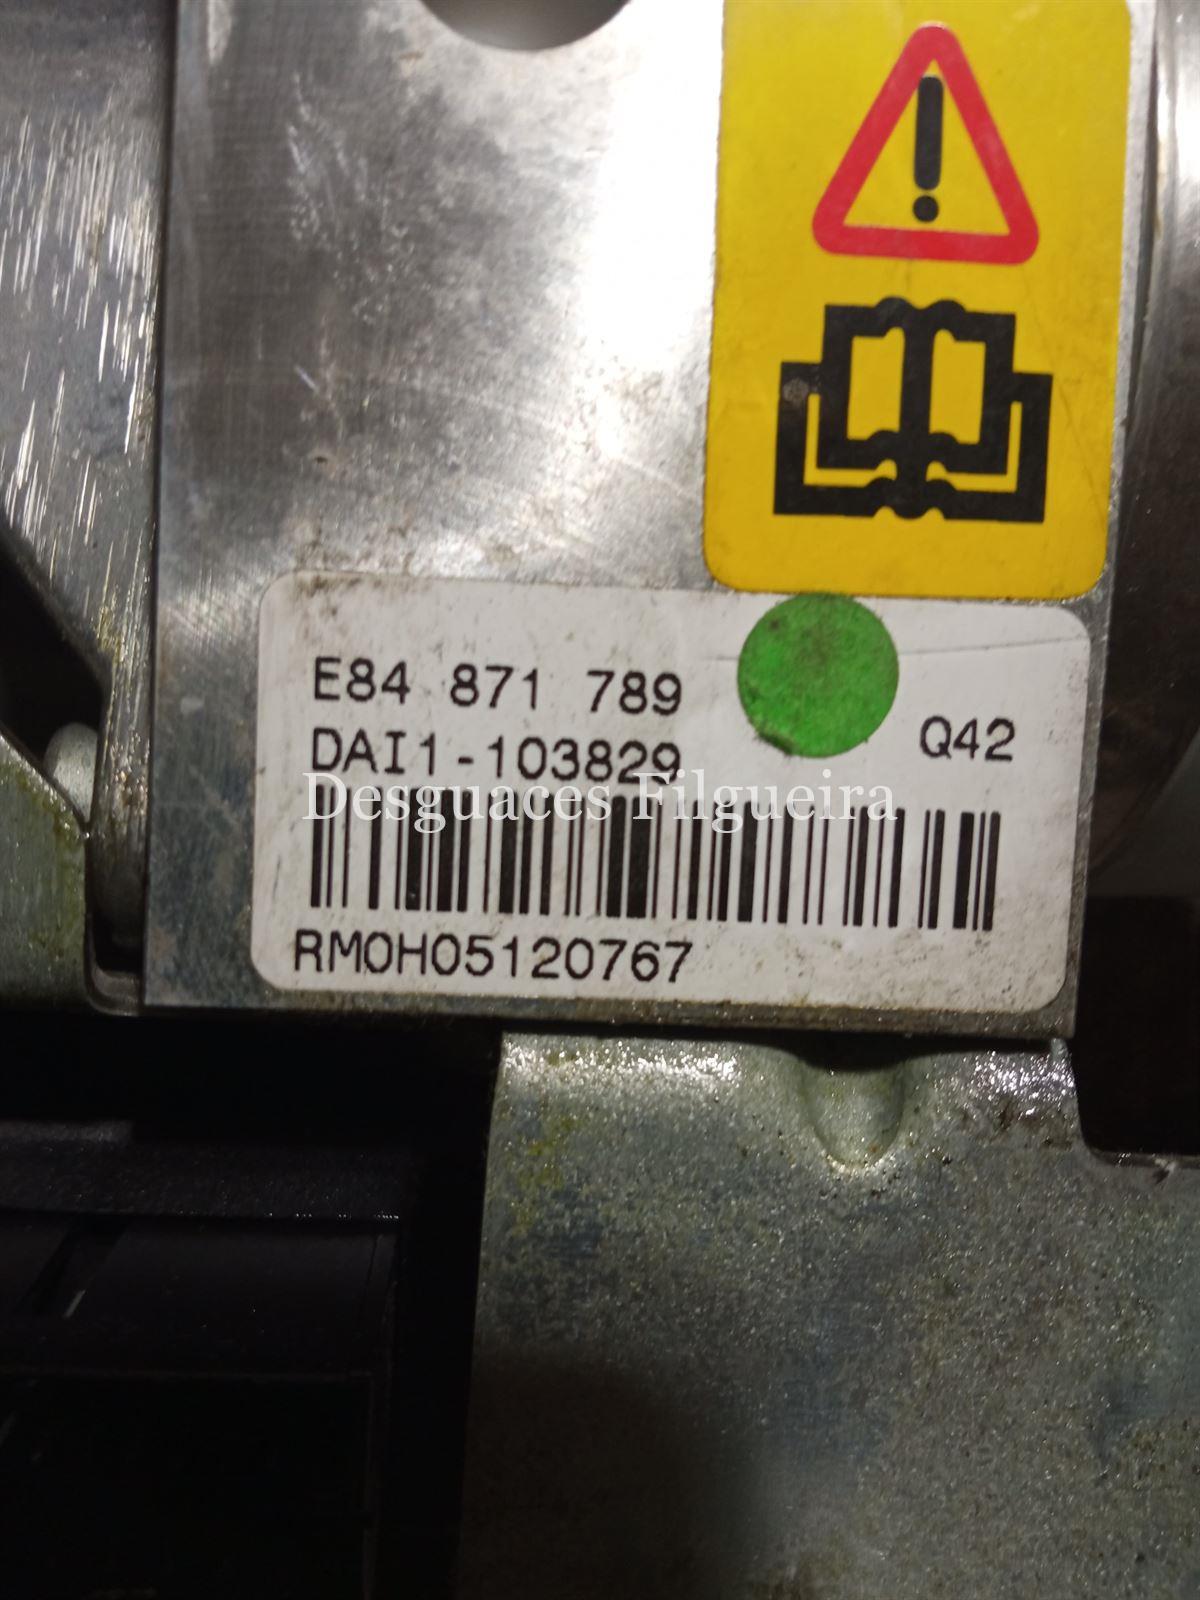 E84 871 789
DAI1-103829
Q42
Desguaces Filgueira
RM0H05120767